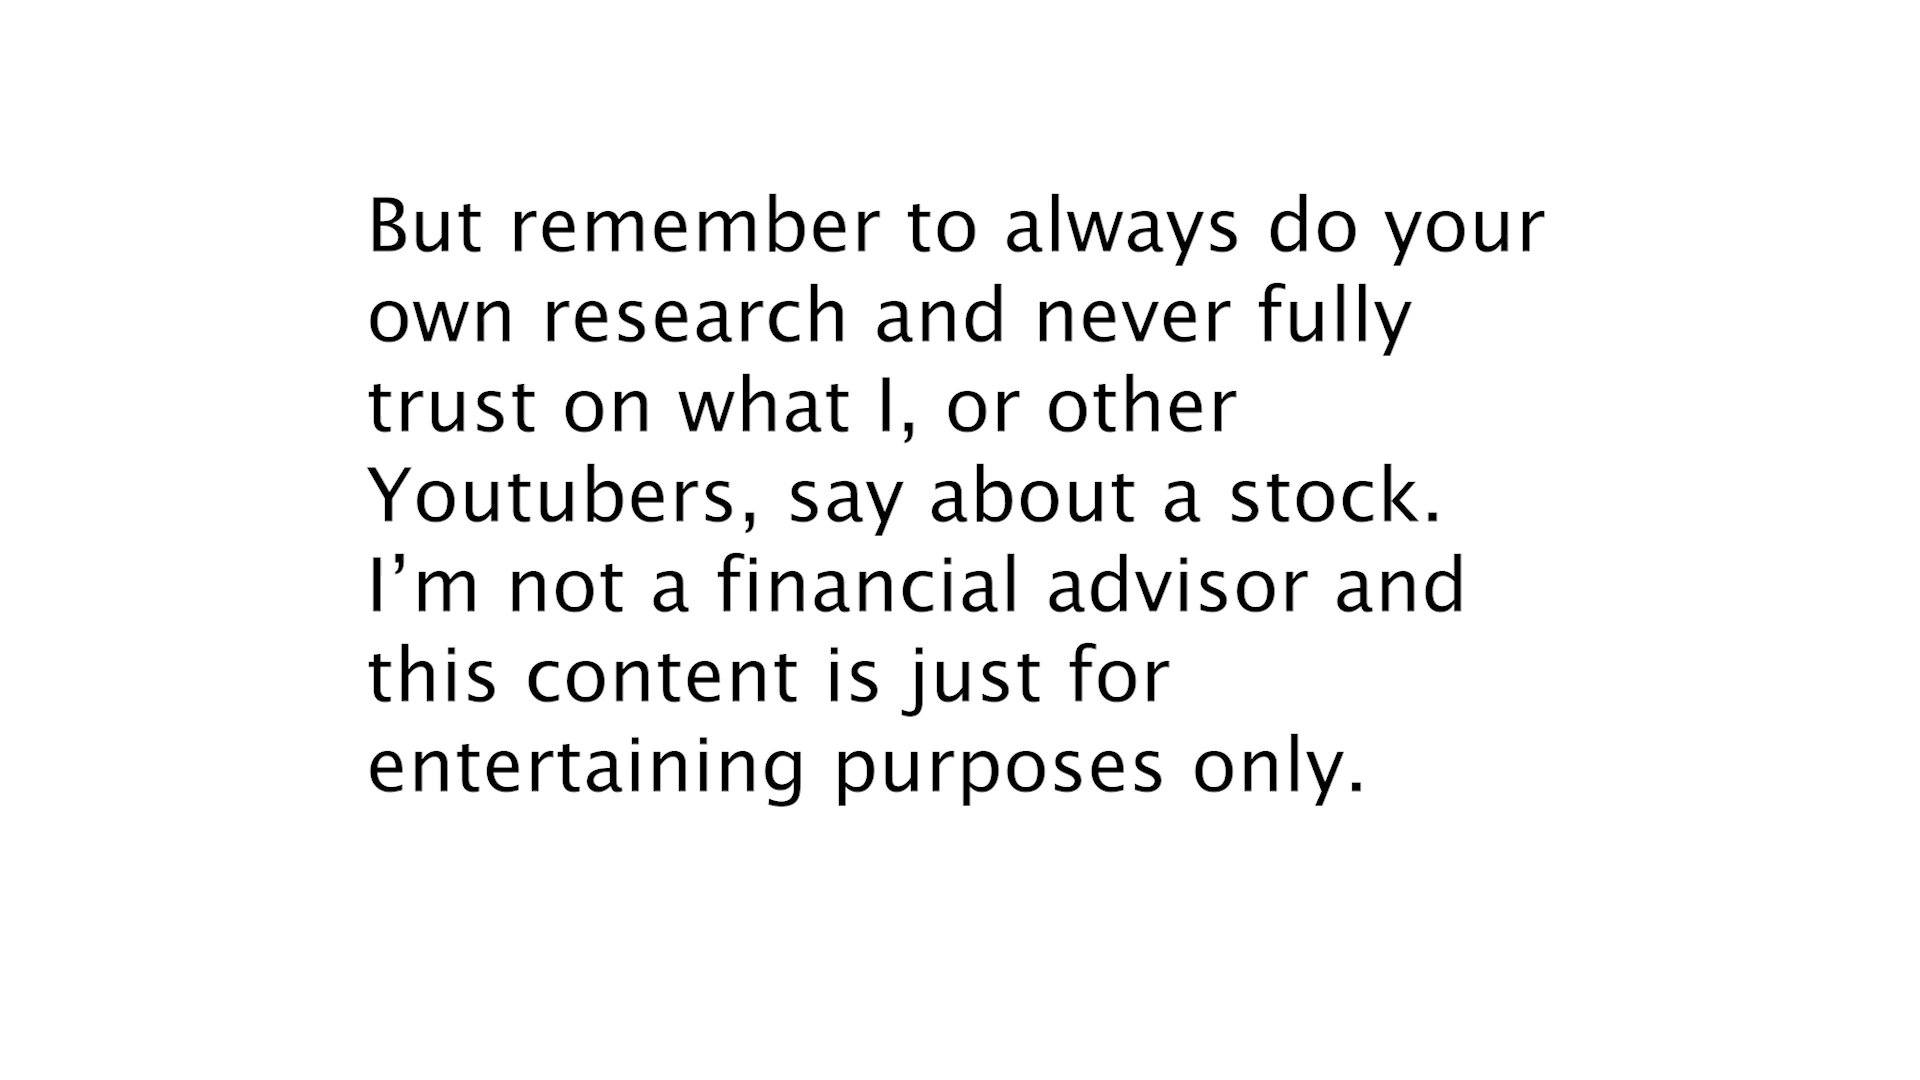 But remember to always do your
own research and never fully
trust on what I, or other
Youtubers, say about a stock.
I’m not a financial advisor and
this content is just for
entertaining purposes only.